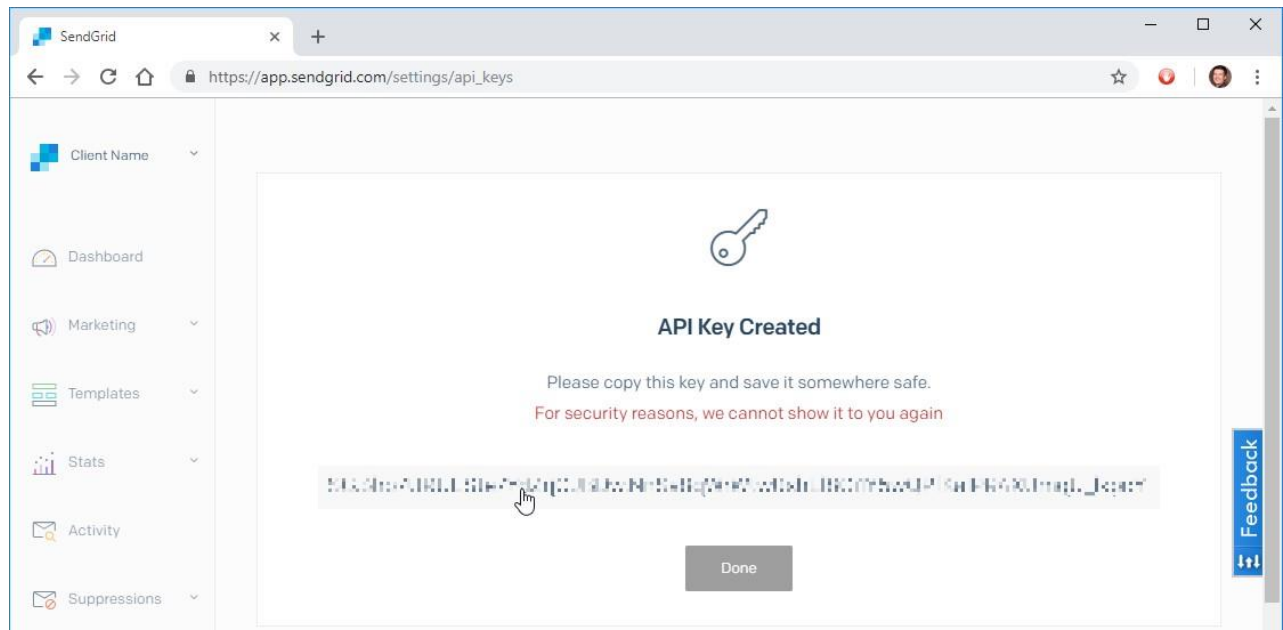 SendGrid
https://app.sendgrid.com/settings/api_keys
Client Name
Dashboard
Marketing
Templates
Stats
Activity
Suppressions
API Key Created
Please copy this key and save it somewhere safe.
For security reasons, we cannot show it to you again
Done
Feedback